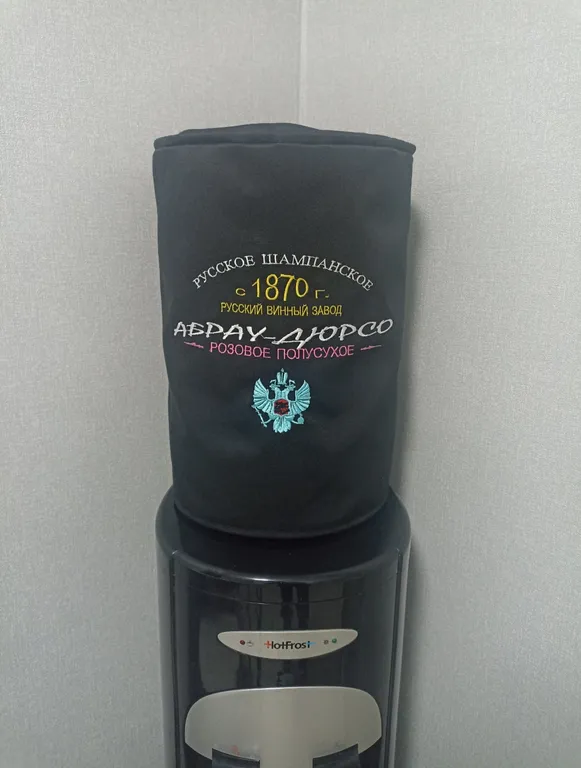 РУССКОЕ ШАМПАНСКОЕ
с 1870 г.
РУССКИЙ ВИННЫЙ ЗАВОД
АБРАУ-ДЮРСО
РОЗОВОЕ ПОЛУСУХОЕ
HotFrost